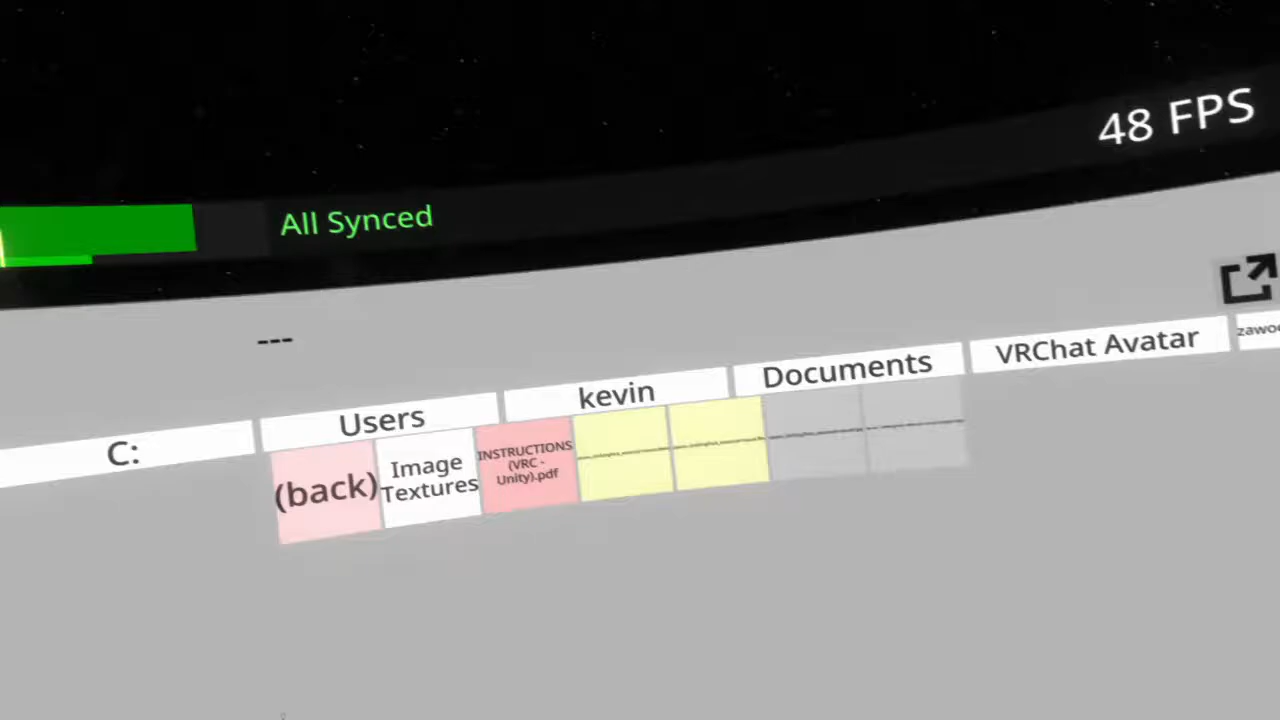 48 FPS
All Synced
---
C:
Users
kevin
Documents
VRChat Avatar
(back)
Image
Textures
INSTRUCTIONS
(VRC -
Unity).pdf